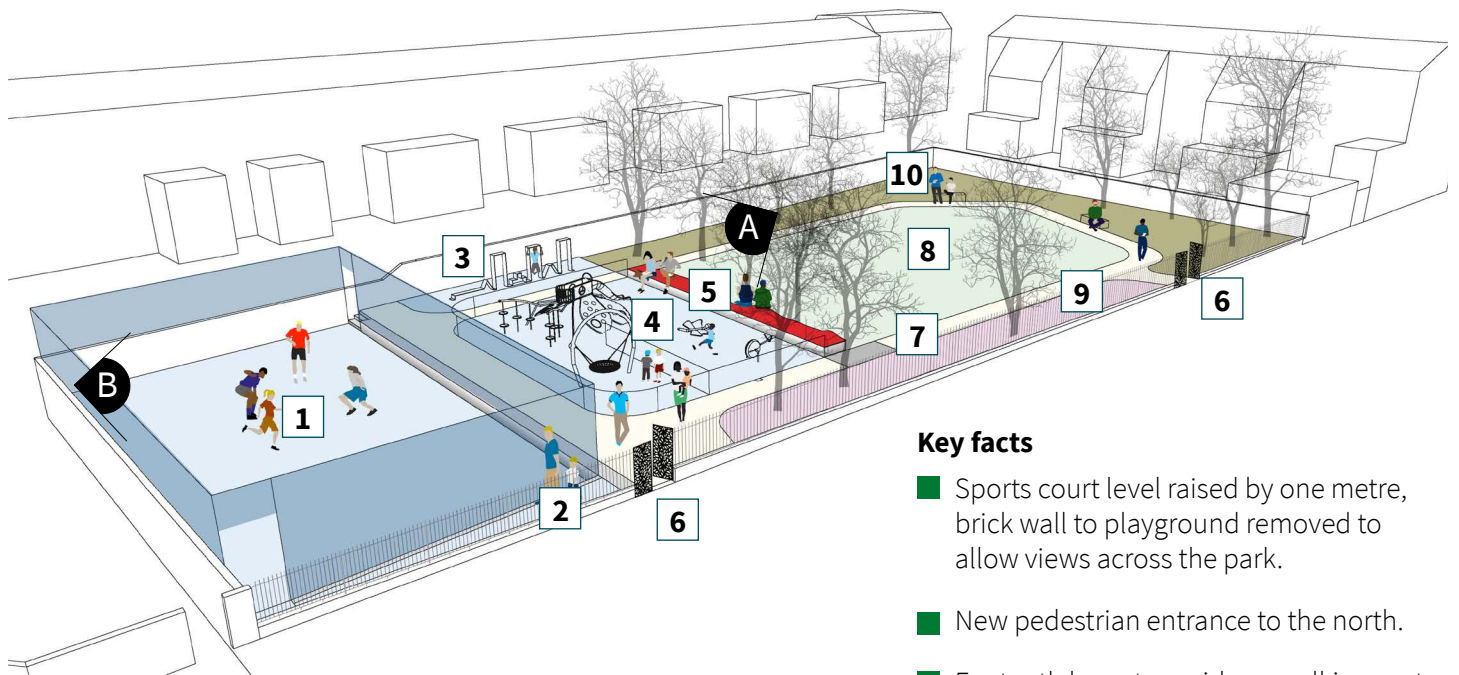 10
A
3
8
5
9
6
4
7
B
1
2
6
Key facts
Sports court level raised by one metre,
brick wall to playground removed to
allow views across the park.
New pedestrian entrance to the north.